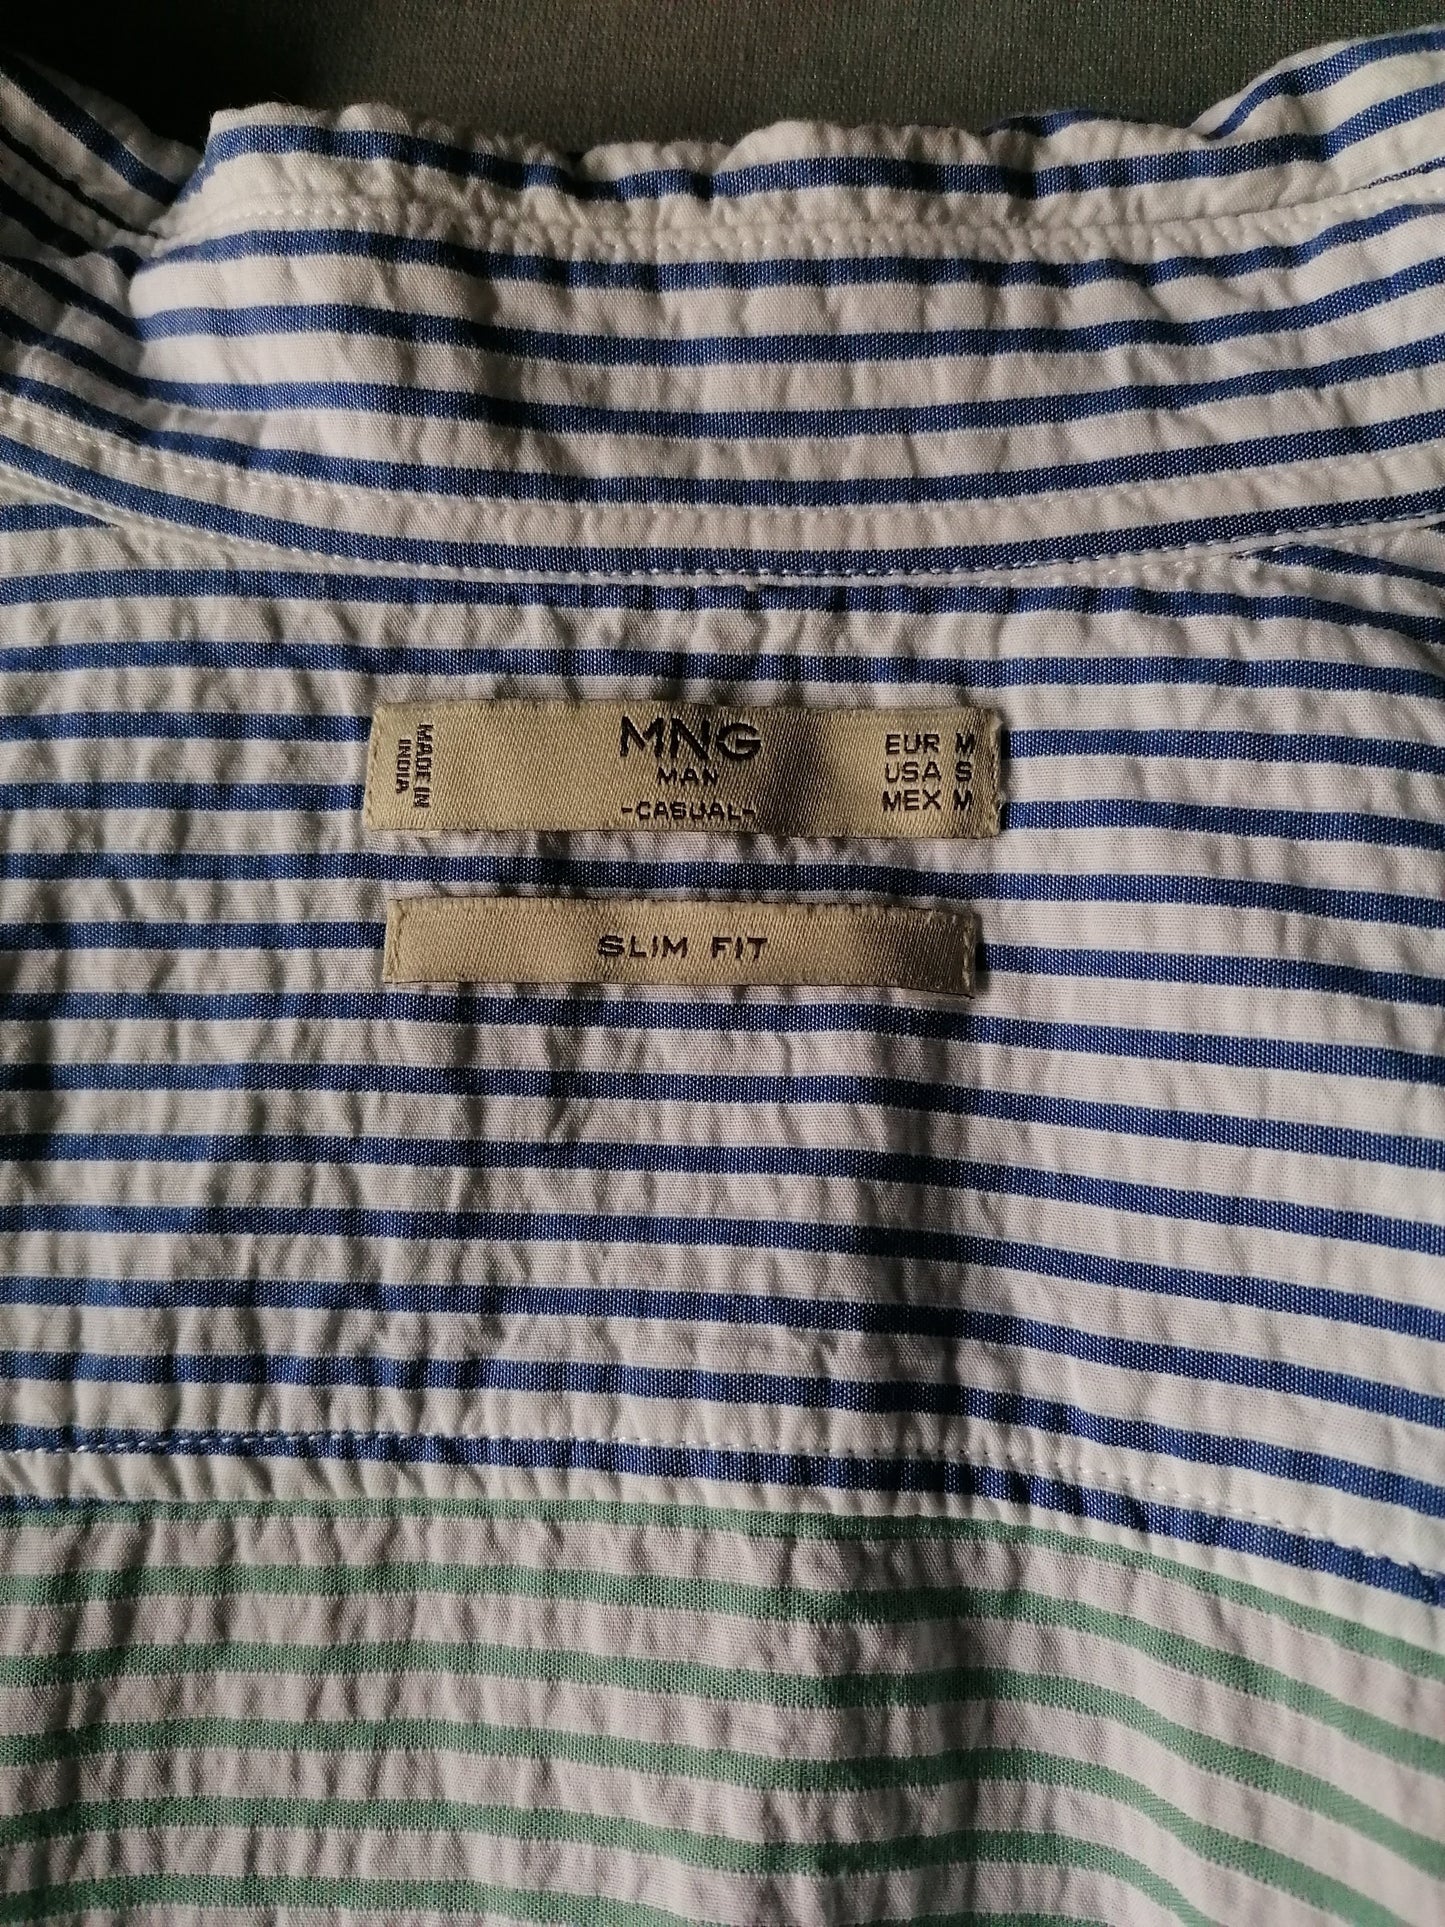 MADE IN
INDIA
MNG
MAN
-CASUAL-
EUR M
USA S
MEX M
SLIM FIT